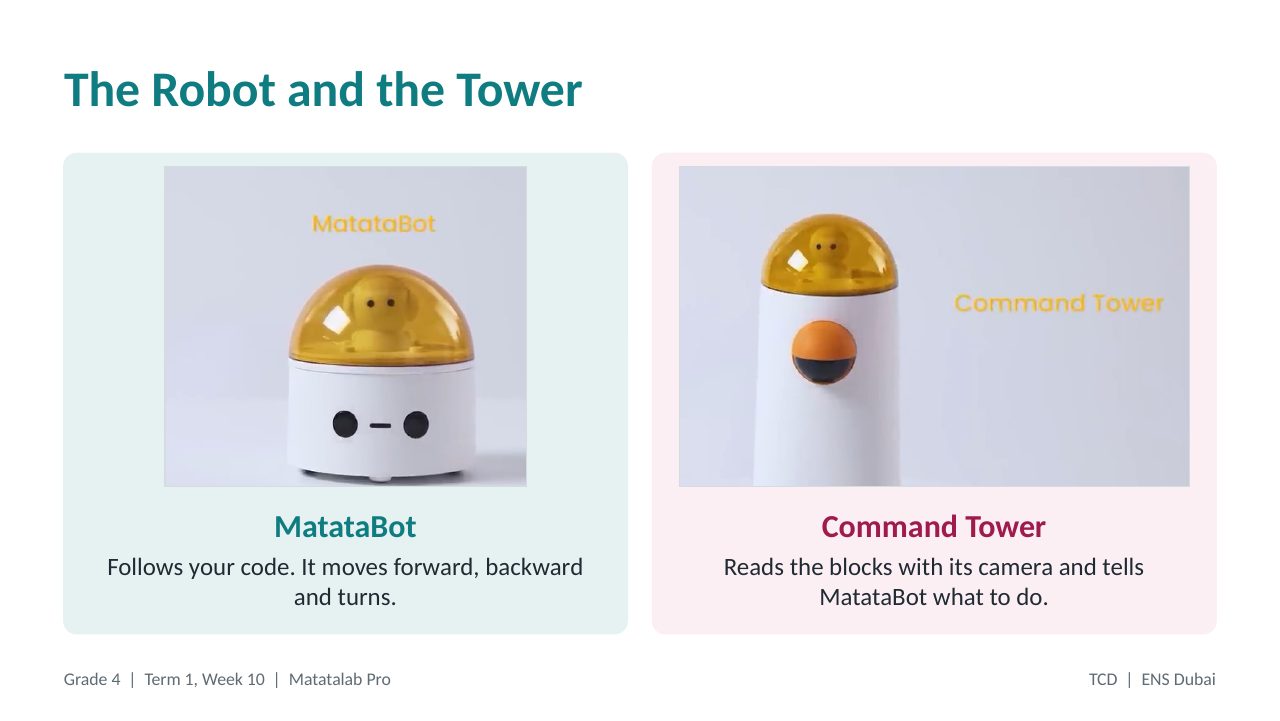 The Robot and the Tower
MatataBot
Command Tower
MatataBot
Follows your code. It moves forward, backward
and turns.
Command Tower
Reads the blocks with its camera and tells
MatataBot what to do.
Grade 4 | Term 1, Week 10 | Matatalab Pro
TCD | ENS Dubai